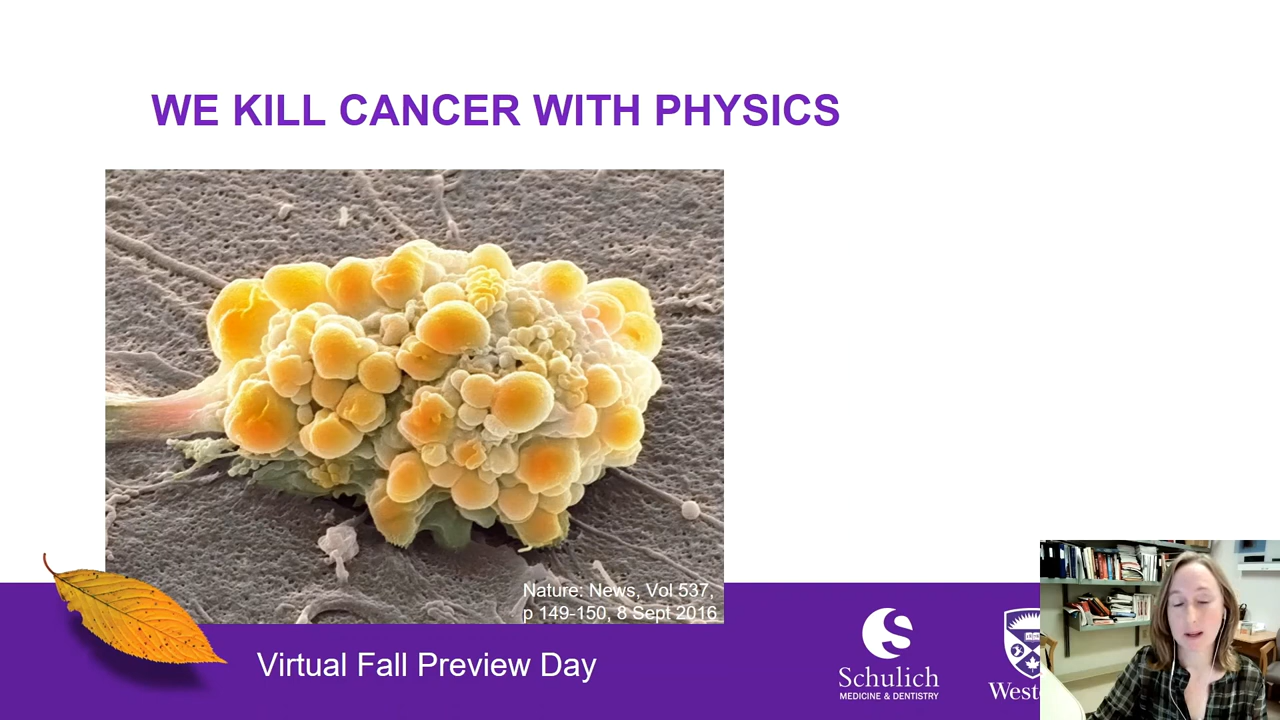 WE KILL CANCER WITH PHYSICS
Nature: News, Vol 537,
p 149-150, 8 Sept 2016
Virtual Fall Preview Day
Schulich
MEDICINE & DENTISTRY